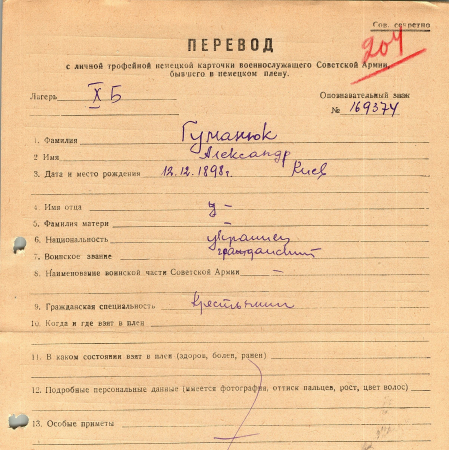 Сов. секретно
204
ПЕРЕВОД
с личной трофейной немецкой карточки военнослужащего Советской Армии,
бывшего в немецком плену.
Лагерь X Б
Опознавательный знак
№ 169374
1. Фамилия Гуманюк
2 Имя Александр
3. Дата и место рождения 12.12.1898г. Киев
4. Имя отца у -
5. Фамилия матери -
6. Национальность украинец
7. Воинское звание гражданский
8. Наименование воинской части Советской Армии -
9. Гражданская специальность крестьянин
10. Когда и где взят в плен
11. В каком состоянии взят в плен (здоров, болен, ранен)
12. Подробные персональные данные (имеется фотография, оттиск пальцев, рост, цвет волос)
13. Особые приметы